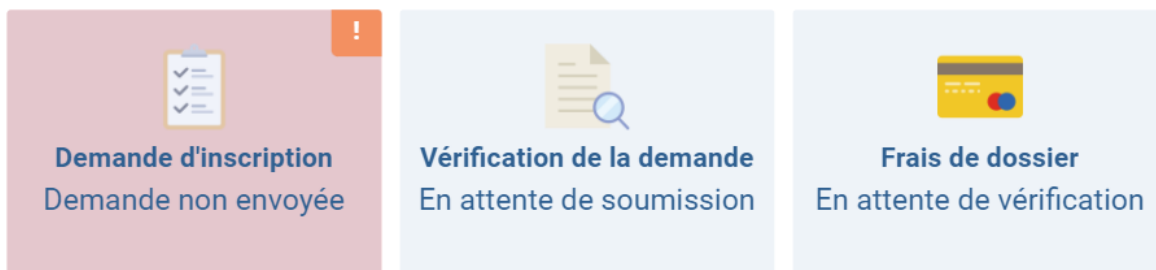 !
Demande d'inscription
Demande non envoyée
Vérification de la demande
En attente de soumission
Frais de dossier
En attente de vérification